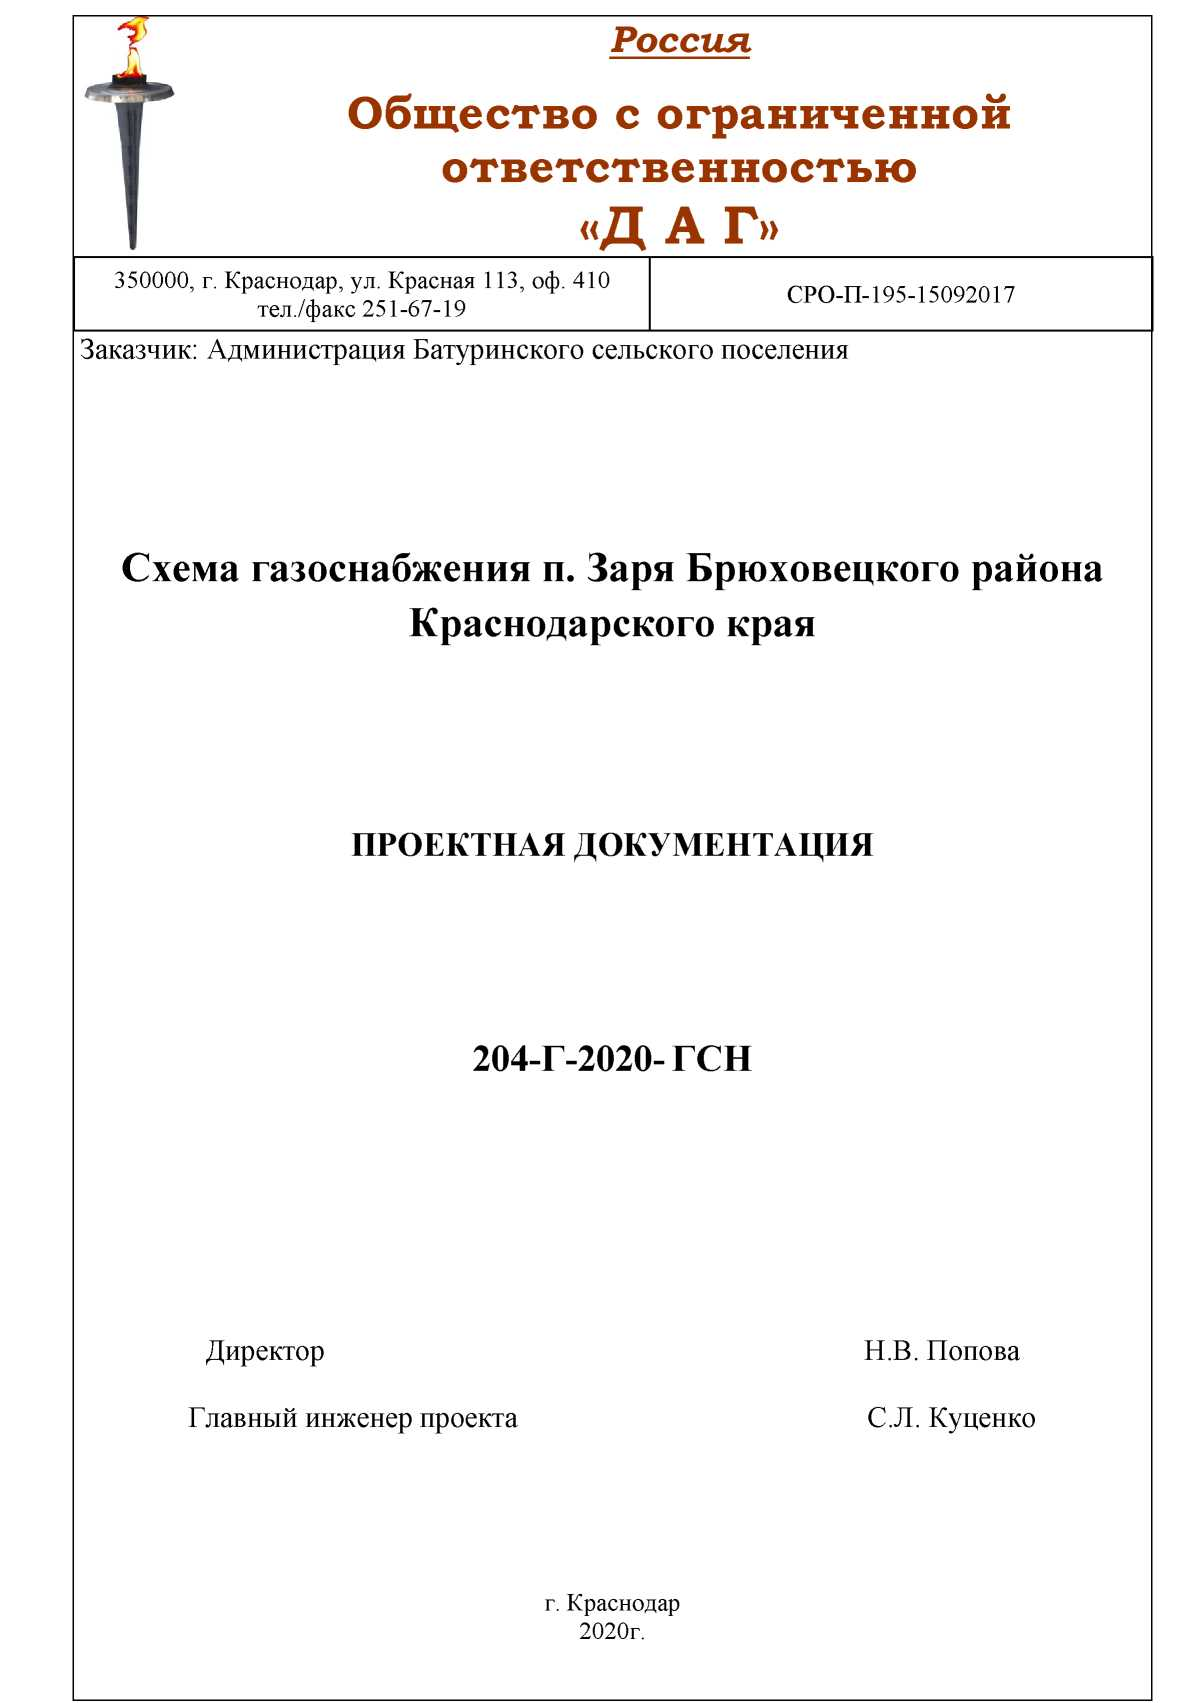 Россия
Общество с ограниченной
ответственностью
«Д А Г»
350000, г. Краснодар, ул. Красная 113, оф. 410
тел./факс 251-67-19
СРО-П-195-15092017
Заказчик: Администрация Батуринского сельского поселения
Схема газоснабжения п. Заря Брюховецкого района
Краснодарского края
ПРОЕКТНАЯ ДОКУМЕНТАЦИЯ
204-Г-2020- ГСН
Директор Н.В. Попова
Главный инженер проекта С.Л. Куценко
г. Краснодар
2020г.